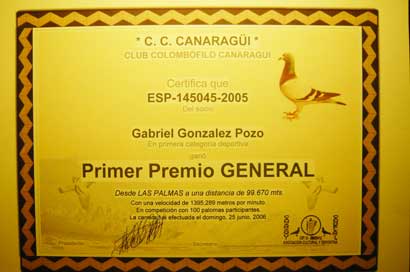 * C. C. CANARAGÜI *
CLUB COLOMBÓFILO CANARAGUI
Certifica que
ESP-145045-2005
Del socio
Gabriel Gonzalez Pozo
En primera categoría deportiva
ganó
Primer Premio GENERAL
Desde LAS PALMAS a una distancia de 99.670 mts.
Con una velocidad de 1395,289 metros por minuto.
En competición con 100 palomas participantes.
La carrera fue efectuada el domingo, 25 junio, 2006
Presidente
Secretario